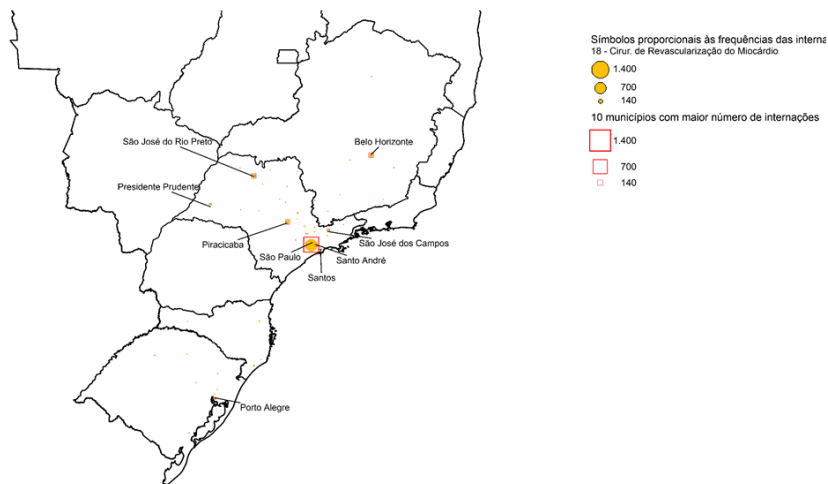 Símbolos proporcionais às frequências das interna
18 - Cirur. de Revascularização do Miocárdio
1.400
700
140
10 municípios com maior número de internações
1.400
700
140
São José do Rio Preto
Belo Horizonte
Presidente Prudente
Piracicaba
São José dos Campos
São Paulo
Santo André
Santos
Porto Alegre